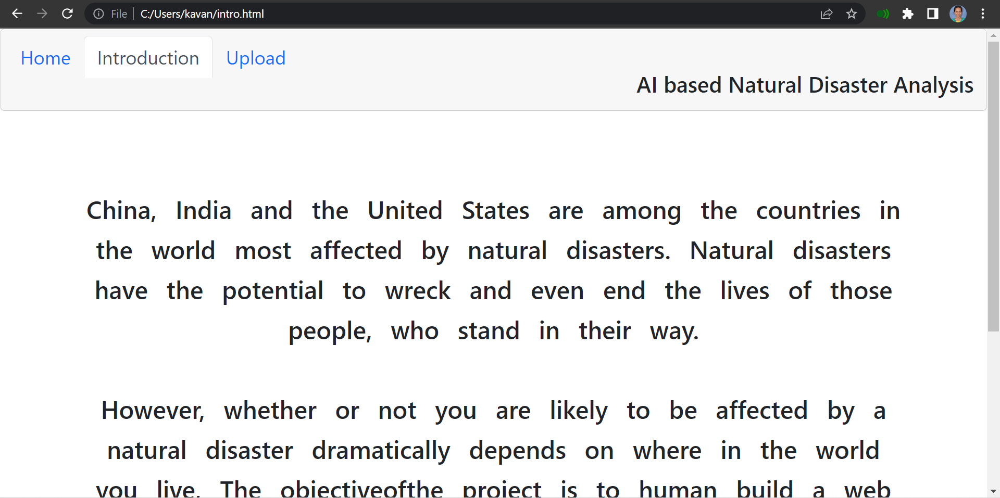 File C:/Users/kavan/intro.html
Home Introduction Upload
AI based Natural Disaster Analysis
China, India and the United States are among the countries in
the world most affected by natural disasters. Natural disasters
have the potential to wreck and even end the lives of those
people, who stand in their way.
However, whether or not you are likely to be affected by a
natural disaster dramatically depends on where in the world
you live. The objectiveofthe project is to human build a web